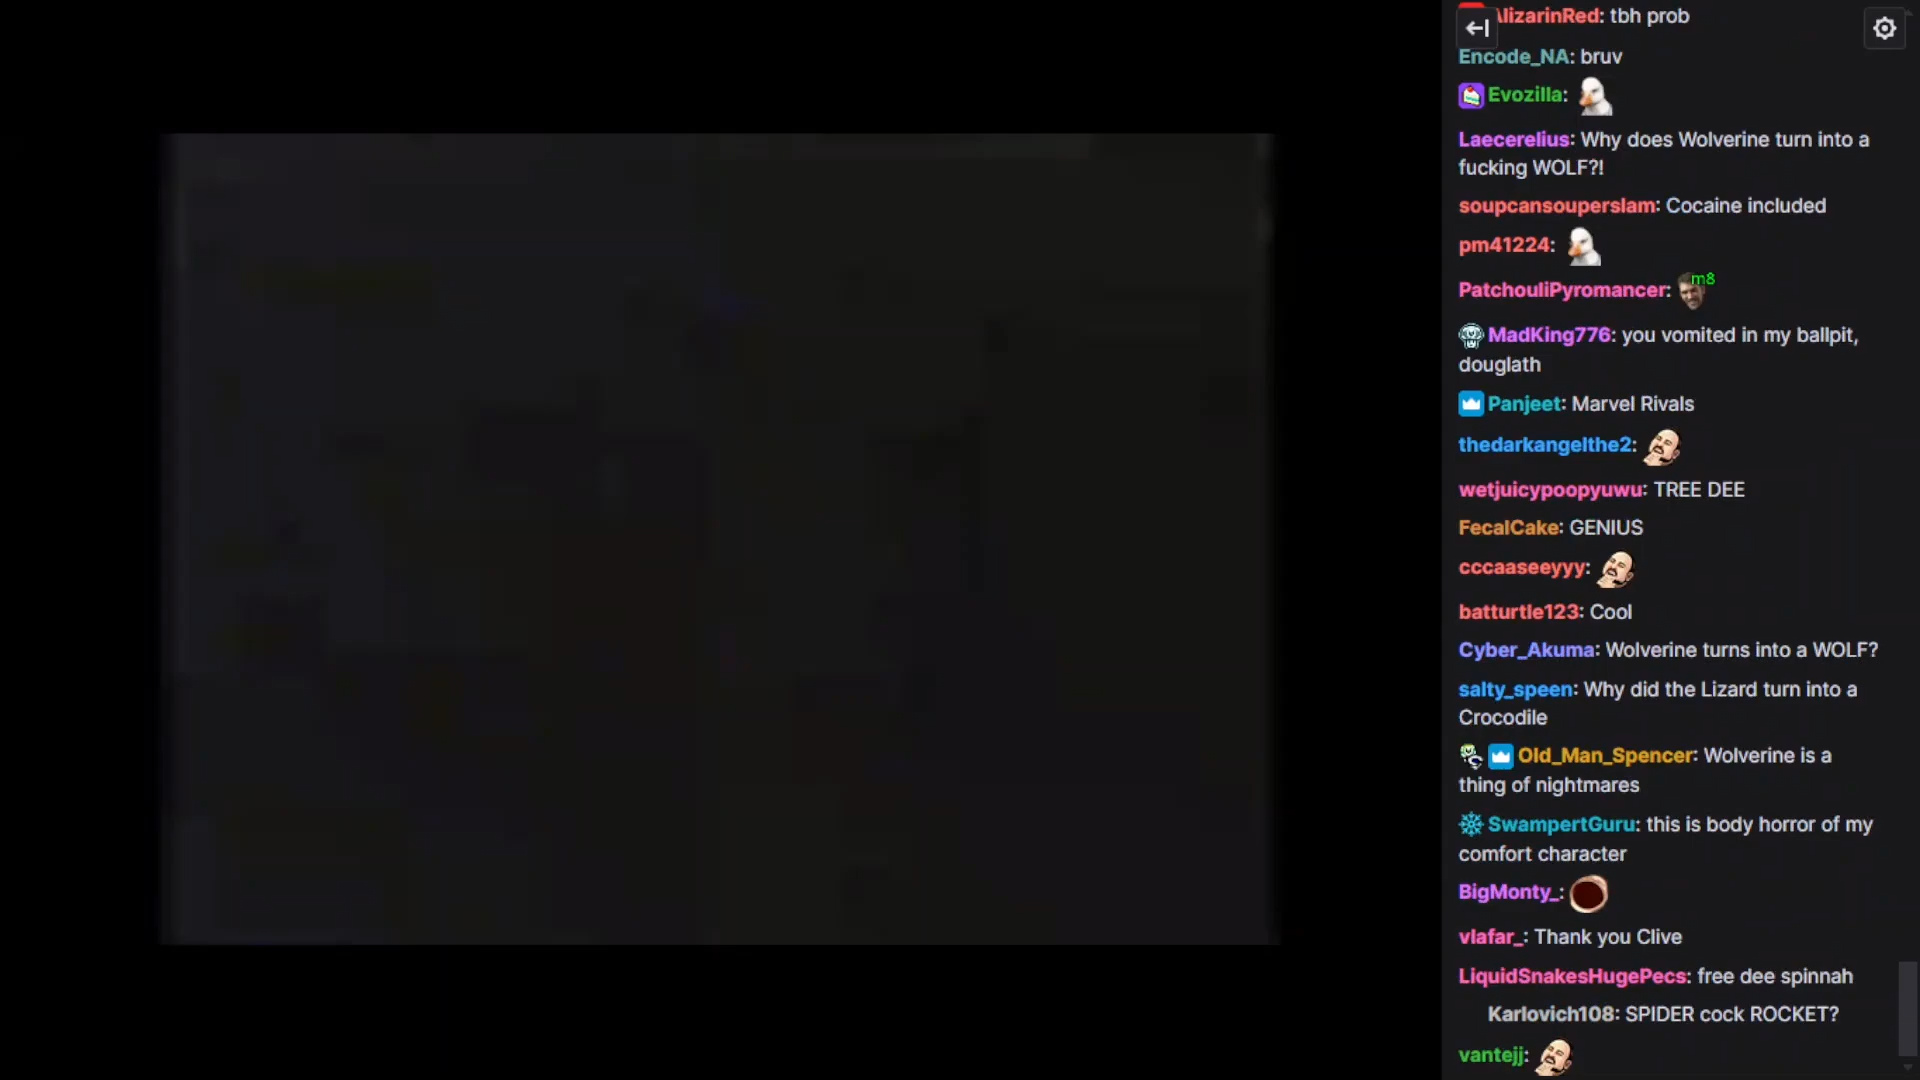 AlizarinRed: tbh prob
Encode_NA: bruv
Evozilla:
Laecerelius: Why does Wolverine turn into a
fucking WOLF?!
soupcansouperslam: Cocaine included
pm41224:
PatchouliPyromancer: m8
MadKing776: you vomited in my ballpit,
douglath
Panjeet: Marvel Rivals
thedarkangelthe2:
wetjuicypoopyuwu: TREE DEE
FecalCake: GENIUS
cccaaseeyyy:
batturtle123: Cool
Cyber_Akuma: Wolverine turns into a WOLF?
salty_speen: Why did the Lizard turn into a
Crocodile
Old_Man_Spencer: Wolverine is a
thing of nightmares
SwampertGuru: this is body horror of my
comfort character
BigMonty_:
vlafar_: Thank you Clive
LiquidSnakesHugePecs: free dee spinnah
Karlovich108: SPIDER cock ROCKET?
vantejj: